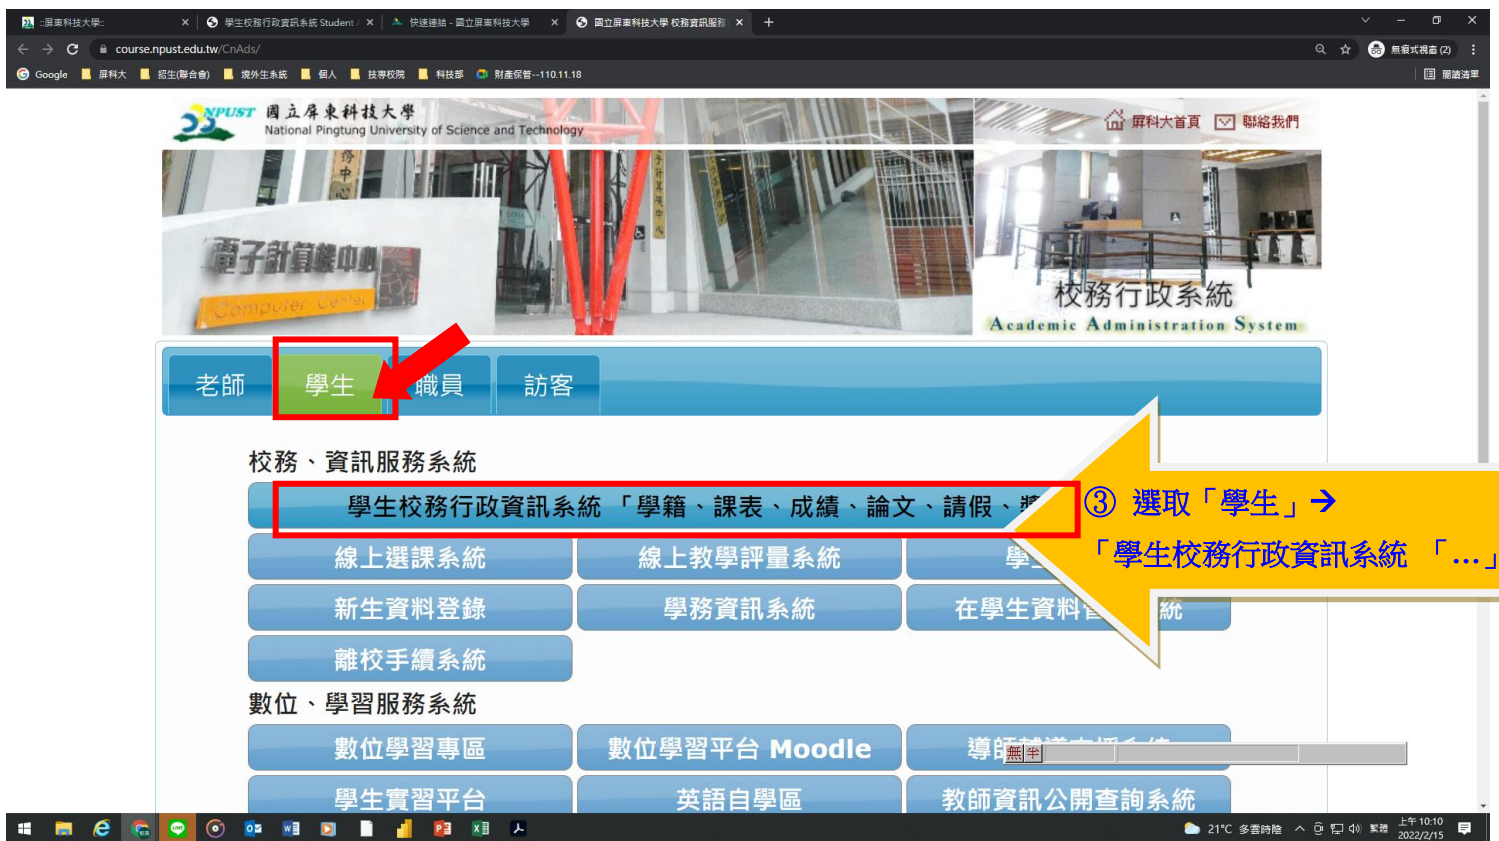 ::屏東科技大學::
學生校務行政資訊系統 Student
快速連結 - 國立屏東科技大學
國立屏東科技大學 校務資訊服務
course.npust.edu.tw/CnAds/
無痕式視窗 (2)
Google 屏科大 招生(聯合會) 境外生系統 個人 技專校院 科技部 財產保管--110.11.18
閱讀清單
NPUST 國立屏東科技大學
National Pingtung University of Science and Technology
屏科大首頁 聯絡我們
電子計算機中心
Computer Center
校務行政系統
Academic Administration System
老師 學生 職員 訪客
校務、資訊服務系統
學生校務行政資訊系統「學籍、課表、成績、論文、請假、
③ 選取「學生」→
「學生校務行政資訊系統 「…」
線上選課系統 線上教學評量系統 學
新生資料登錄 學務資訊系統 在學生資料 統
離校手續系統
數位、學習服務系統
數位學習專區 數位學習平台 Moodle 導師
無 半
學生實習平台 英語自學區 教師資訊公開查詢系統
21°C 多雲時陰 繁體 上午 10:10
2022/2/15